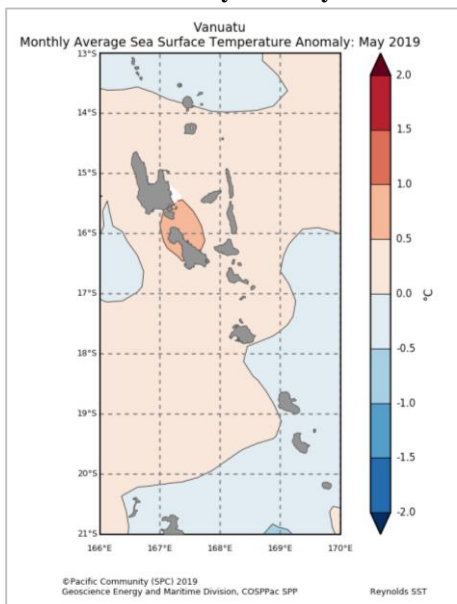 Vanuatu
Monthly Average Sea Surface Temperature Anomaly: May 2019
13°S
14°S
15°S
16°S
17°S
18°S
19°S
20°S
21°S
166°E 167°E 168°E 169°E 170°E
2.0
1.5
1.0
0.5
0.0
-0.5
-1.0
-1.5
-2.0
°C
©Pacific Community (SPC) 2019
Geoscience Energy and Maritime Division, COSPPac SPP Reynolds SST